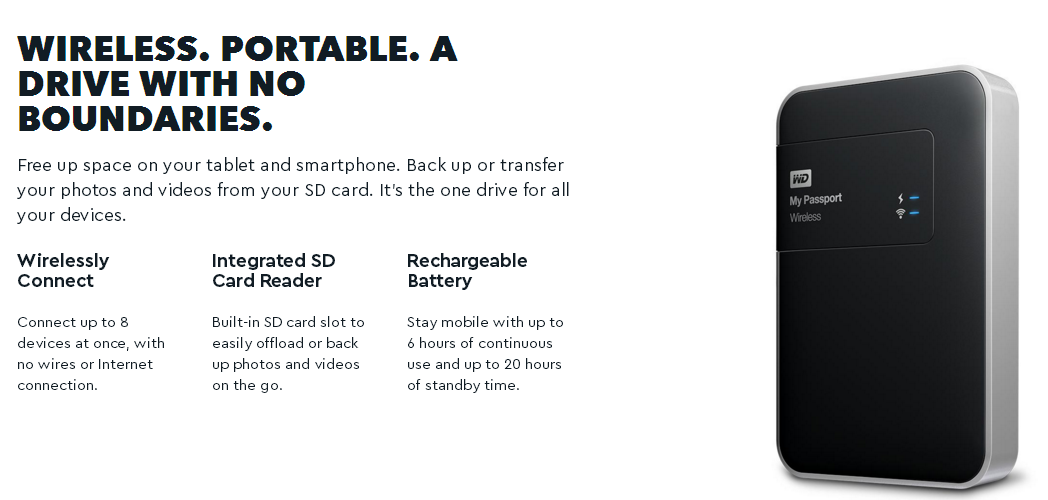 WIRELESS. PORTABLE. A
DRIVE WITH NO
BOUNDARIES.
Free up space on your tablet and smartphone. Back up or transfer
your photos and videos from your SD card. It's the one drive for all
your devices.
Wirelessly
Connect
Connect up to 8
devices at once, with
no wires or Internet
connection.
Integrated SD
Card Reader
Built-in SD card slot to
easily offload or back
up photos and videos
on the go.
Rechargeable
Battery
Stay mobile with up to
6 hours of continuous
use and up to 20 hours
of standby time.
WD
My Passport
Wireless